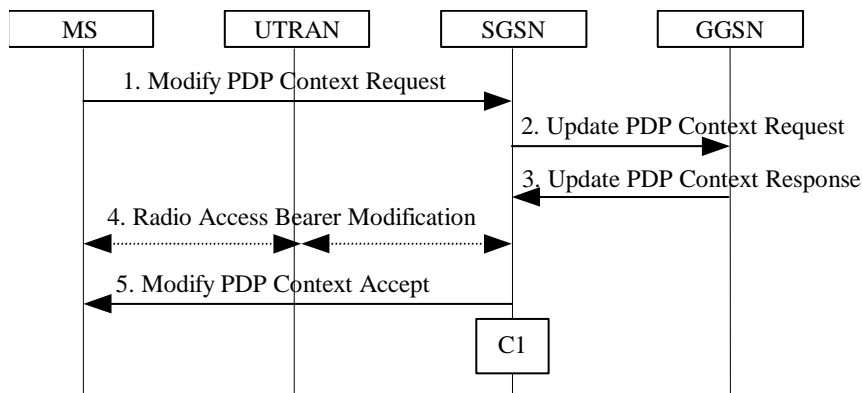 MS UTRAN SGSN GGSN
1. Modify PDP Context Request
2. Update PDP Context Request
3. Update PDP Context Response
4. Radio Access Bearer Modification
5. Modify PDP Context Accept
C1